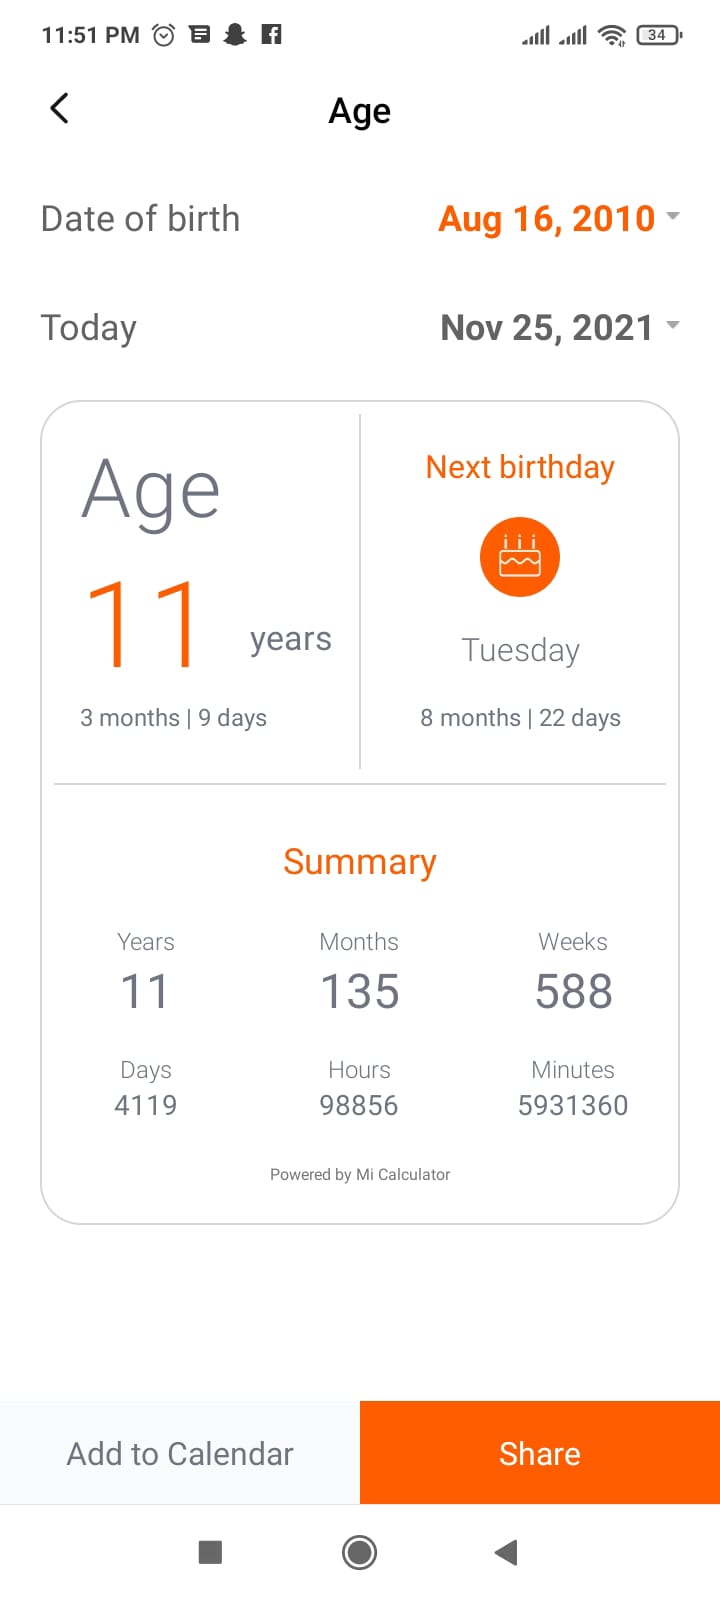 11:51 PM
34
Age
Date of birth Aug 16, 2010
Today Nov 25, 2021
Age
11 years
3 months | 9 days
Next birthday
Tuesday
8 months | 22 days
Summary
Years Months Weeks
11 135 588
Days Hours Minutes
4119 98856 5931360
Powered by Mi Calculator
Add to Calendar Share